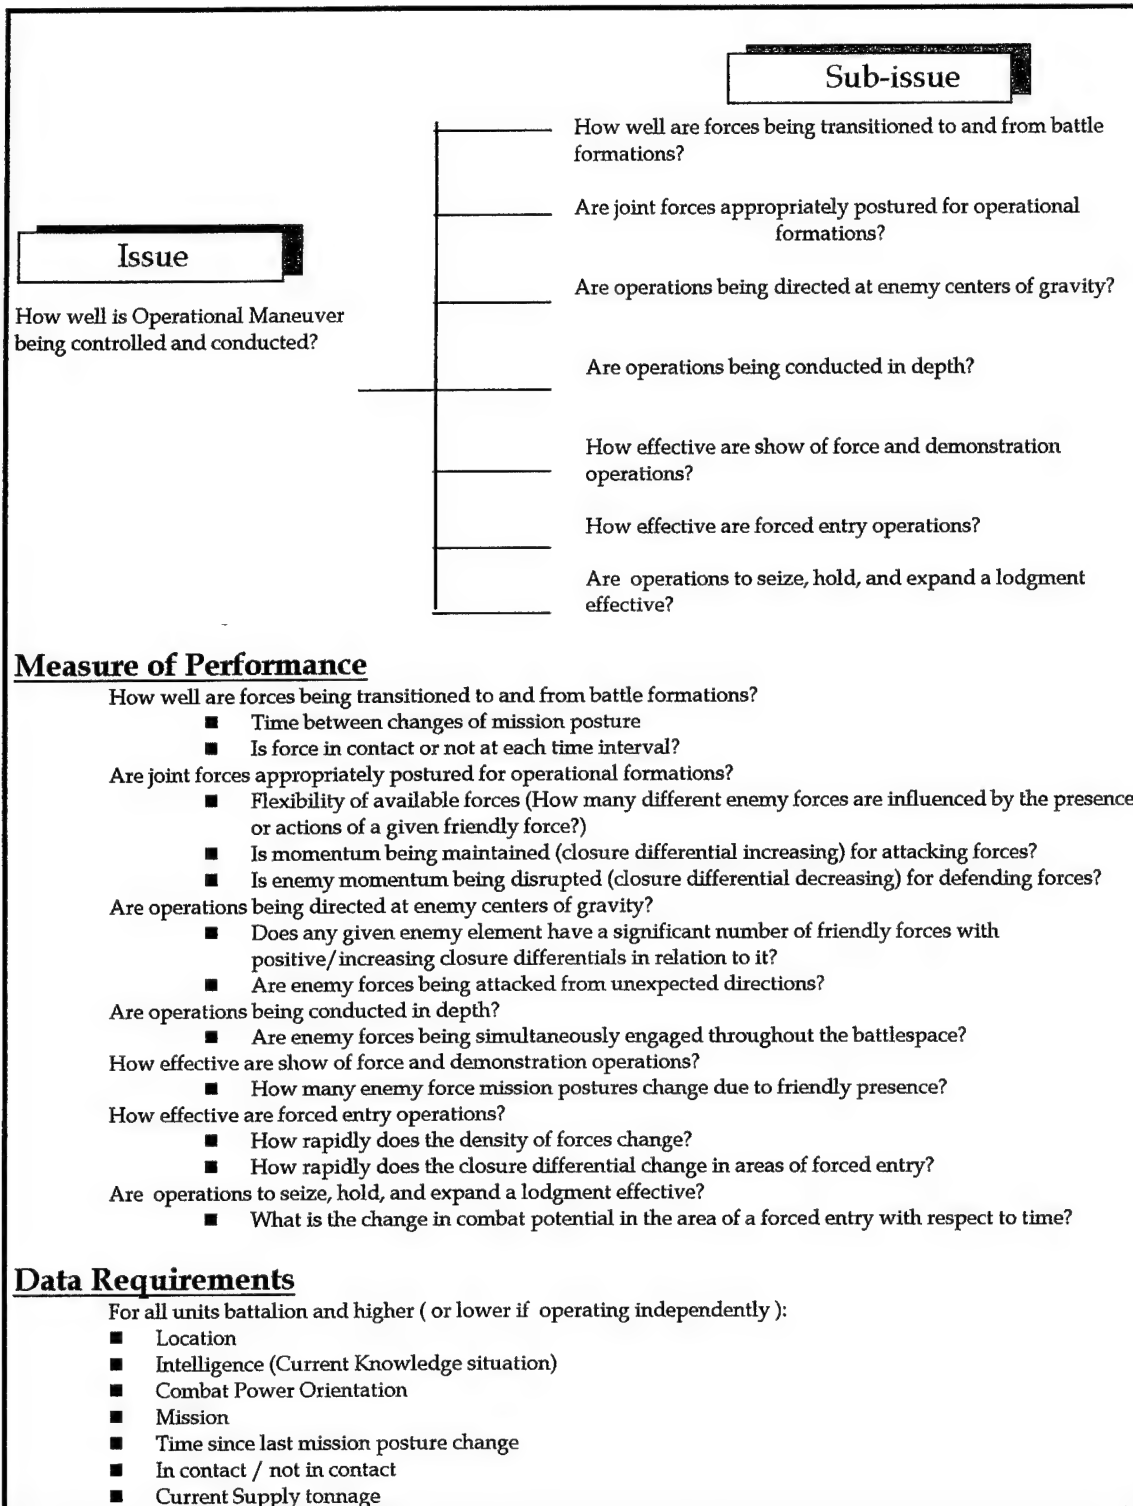 Sub-issue
How well are forces being transitioned to and from battle
formations?
Are joint forces appropriately postured for operational
formations?
Issue
Are operations being directed at enemy centers of gravity?
How well is Operational Maneuver
being controlled and conducted?
Are operations being conducted in depth?
How effective are show of force and demonstration
operations?
How effective are forced entry operations?
Are operations to seize, hold, and expand a lodgment
effective?
Measure of Performance
How well are forces being transitioned to and from battle formations?
■ Time between changes of mission posture
■ Is force in contact or not at each time interval?
Are joint forces appropriately postured for operational formations?
■ Flexibility of available forces (How many different enemy forces are influenced by the presence
or actions of a given friendly force?)
■ Is momentum being maintained (closure differential increasing) for attacking forces?
■ Is enemy momentum being disrupted (closure differential decreasing) for defending forces?
Are operations being directed at enemy centers of gravity?
■ Does any given enemy element have a significant number of friendly forces with
positive/increasing closure differentials in relation to it?
■ Are enemy forces being attacked from unexpected directions?
Are operations being conducted in depth?
■ Are enemy forces being simultaneously engaged throughout the battlespace?
How effective are show of force and demonstration operations?
■ How many enemy force mission postures change due to friendly presence?
How effective are forced entry operations?
■ How rapidly does the density of forces change?
■ How rapidly does the closure differential change in areas of forced entry?
Are operations to seize, hold, and expand a lodgment effective?
■ What is the change in combat potential in the area of a forced entry with respect to time?
Data Requirements
For all units battalion and higher ( or lower if operating independently ):
■ Location
■ Intelligence (Current Knowledge situation)
■ Combat Power Orientation
■ Mission
■ Time since last mission posture change
■ In contact / not in contact
■ Current Supply tonnage